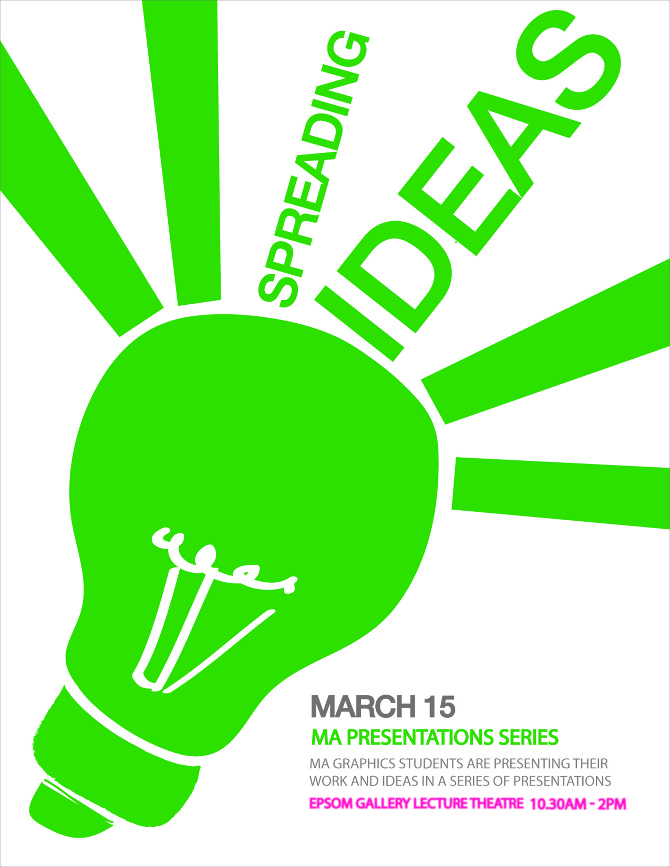 SPREADING
IDEAS
MARCH 15
MA PRESENTATIONS SERIES
MA GRAPHICS STUDENTS ARE PRESENTING THEIR
WORK AND IDEAS IN A SERIES OF PRESENTATIONS
EPSOM GALLERY LECTURE THEATRE 10.30AM - 2PM